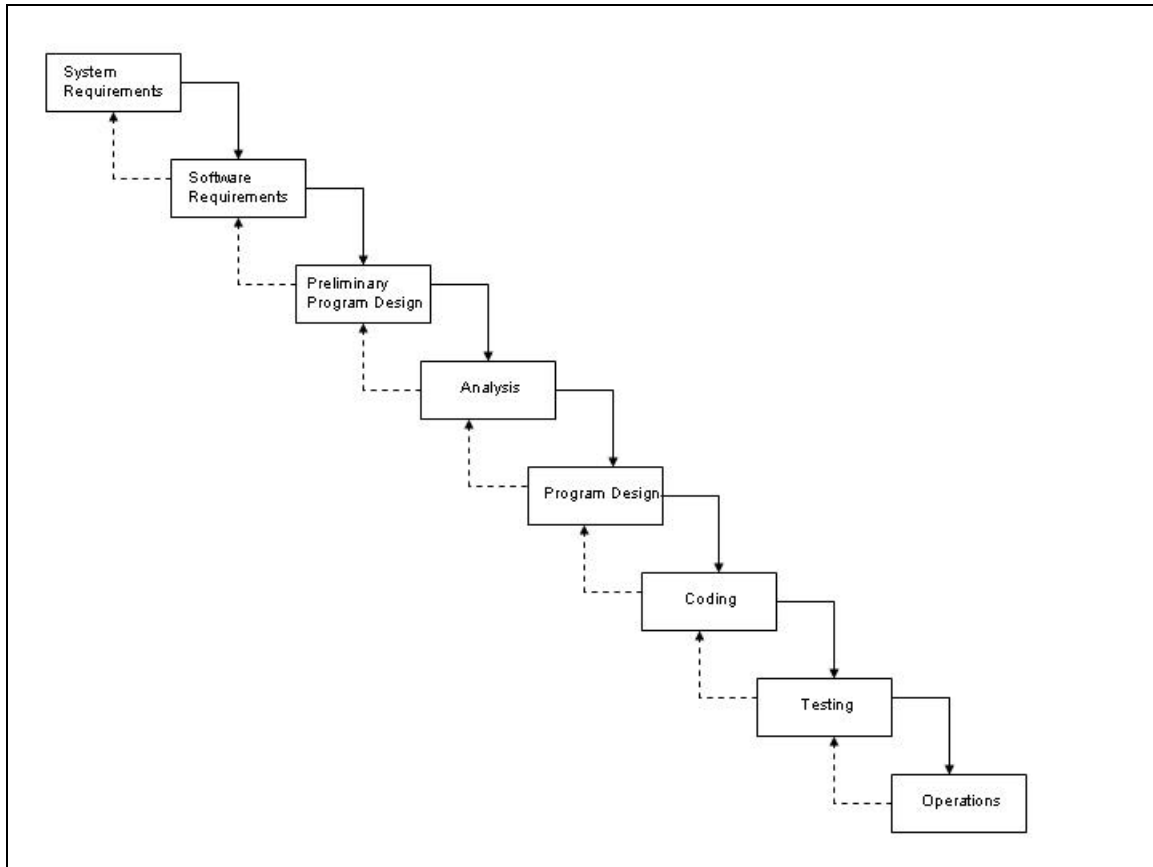 System
Requirements
Software
Requirements
Preliminary
Program Design
Analysis
Program Design
Coding
Testing
Operations